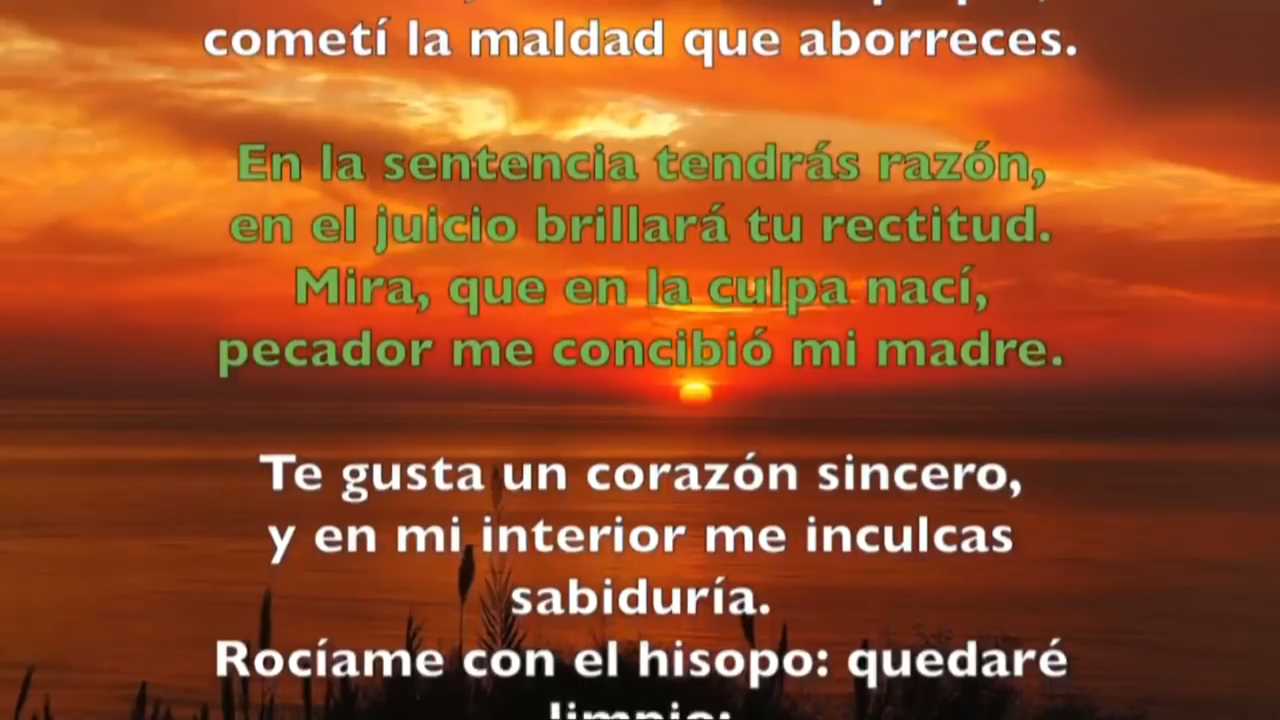 cometí la maldad que aborreces.
En la sentencia tendrás razón,
en el juicio brillará tu rectitud.
Mira, que en la culpa nací,
pecador me concibió mi madre.
Te gusta un corazón sincero,
y en mi interior me inculcas
sabiduría.
Rocíame con el hisopo: quedaré
limpio;